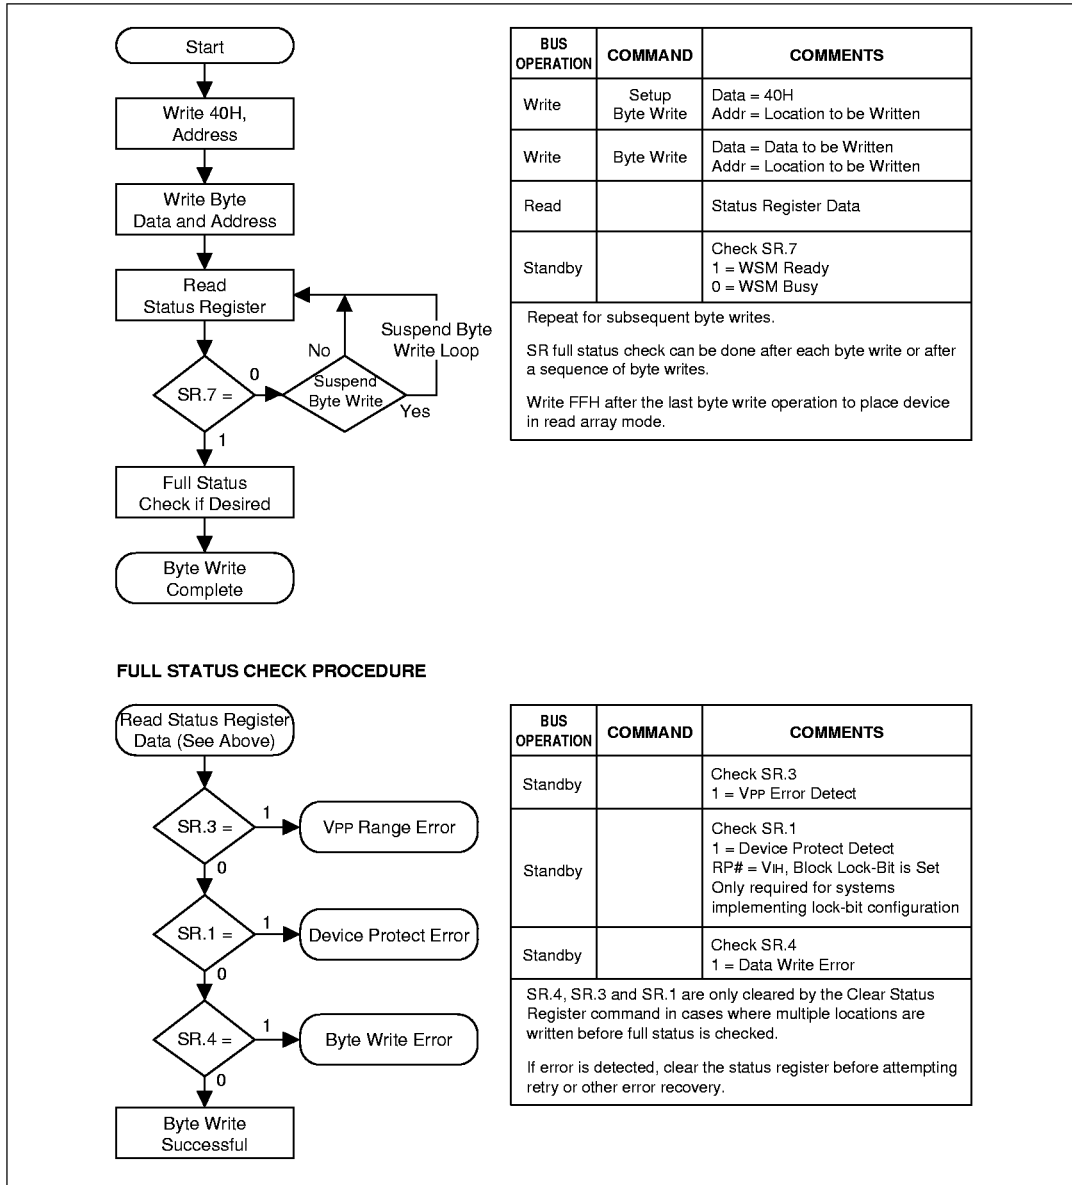 Start
Write 40H,
Address
Write Byte
Data and Address
Read
Status Register
Suspend Byte
Write Loop
No
SR.7 =
0
Suspend
Byte Write
Yes
1
Full Status
Check if Desired
Byte Write
Complete
BUS
OPERATION
COMMAND
COMMENTS
Write
Setup
Byte Write
Data = 40H
Addr = Location to be Written
Write
Byte Write
Data = Data to be Written
Addr = Location to be Written
Read
Status Register Data
Standby
Check SR.7
1 = WSM Ready
0 = WSM Busy
Repeat for subsequent byte writes.
SR full status check can be done after each byte write or after
a sequence of byte writes.
Write FFH after the last byte write operation to place device
in read array mode.
FULL STATUS CHECK PROCEDURE
Read Status Register
Data (See Above)
SR.3 =
1
VPP Range Error
0
SR.1 =
1
Device Protect Error
0
SR.4 =
1
Byte Write Error
0
Byte Write
Successful
BUS
OPERATION
COMMAND
COMMENTS
Standby
Check SR.3
1 = VPP Error Detect
Standby
Check SR.1
1 = Device Protect Detect
RP# = VIH, Block Lock-Bit is Set
Only required for systems
implementing lock-bit configuration
Standby
Check SR.4
1 = Data Write Error
SR.4, SR.3 and SR.1 are only cleared by the Clear Status
Register command in cases where multiple locations are
written before full status is checked.
If error is detected, clear the status register before attempting
retry or other error recovery.